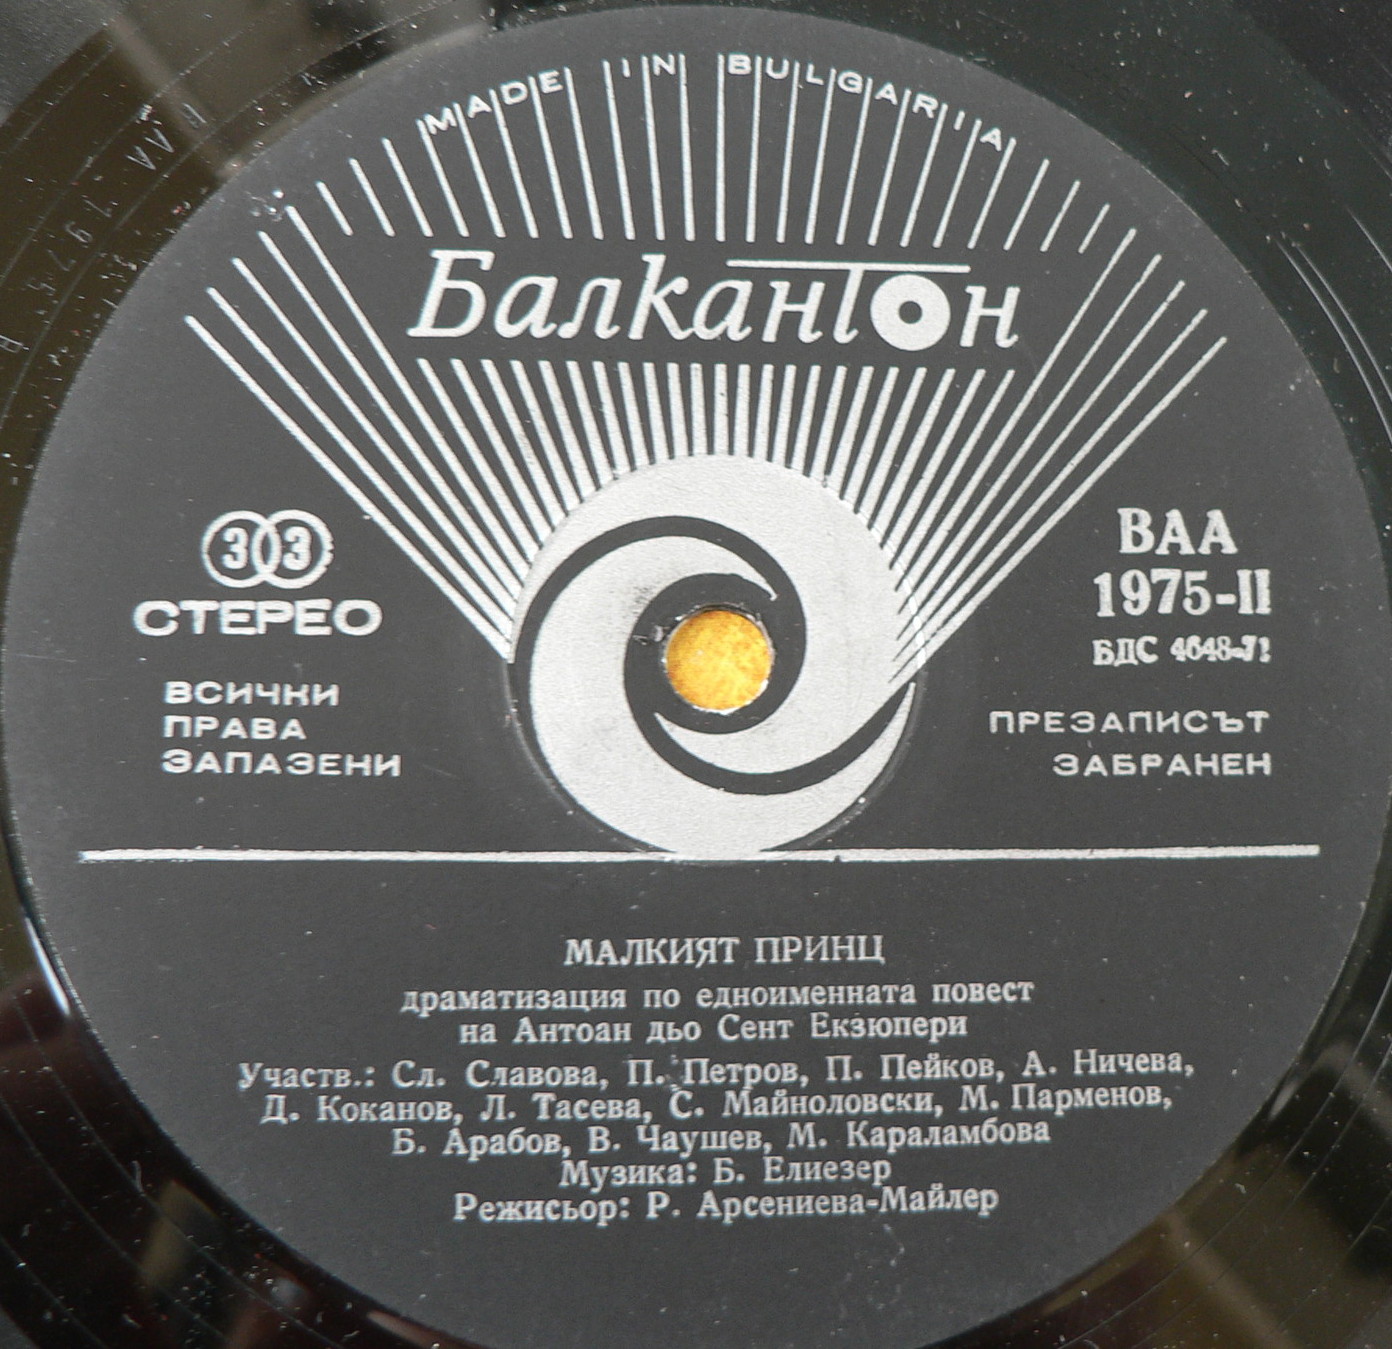 MADE IN BULGARIA
Балкантон
33
СТЕРЕО
ВСИЧКИ
ПРАВА
ЗАПАЗЕНИ
ВАА
1975-II
БДС 4648-71
ПРЕЗАПИСЪТ
ЗАБРАНЕН
МАЛКИЯТ ПРИНЦ
драматизация по едноименната повест
на Антоан дьо Сент Екзюпери
Участв.: Сл. Славова, П. Петров, П. Пейков, А. Ничева,
Д. Коканов, Л. Тасева, С. Майноловски, М. Парменов,
Б. Арабов, В. Чаушев, М. Караламбова
Музика: Б. Елиезер
Режисьор: Р. Арсениева-Майлер